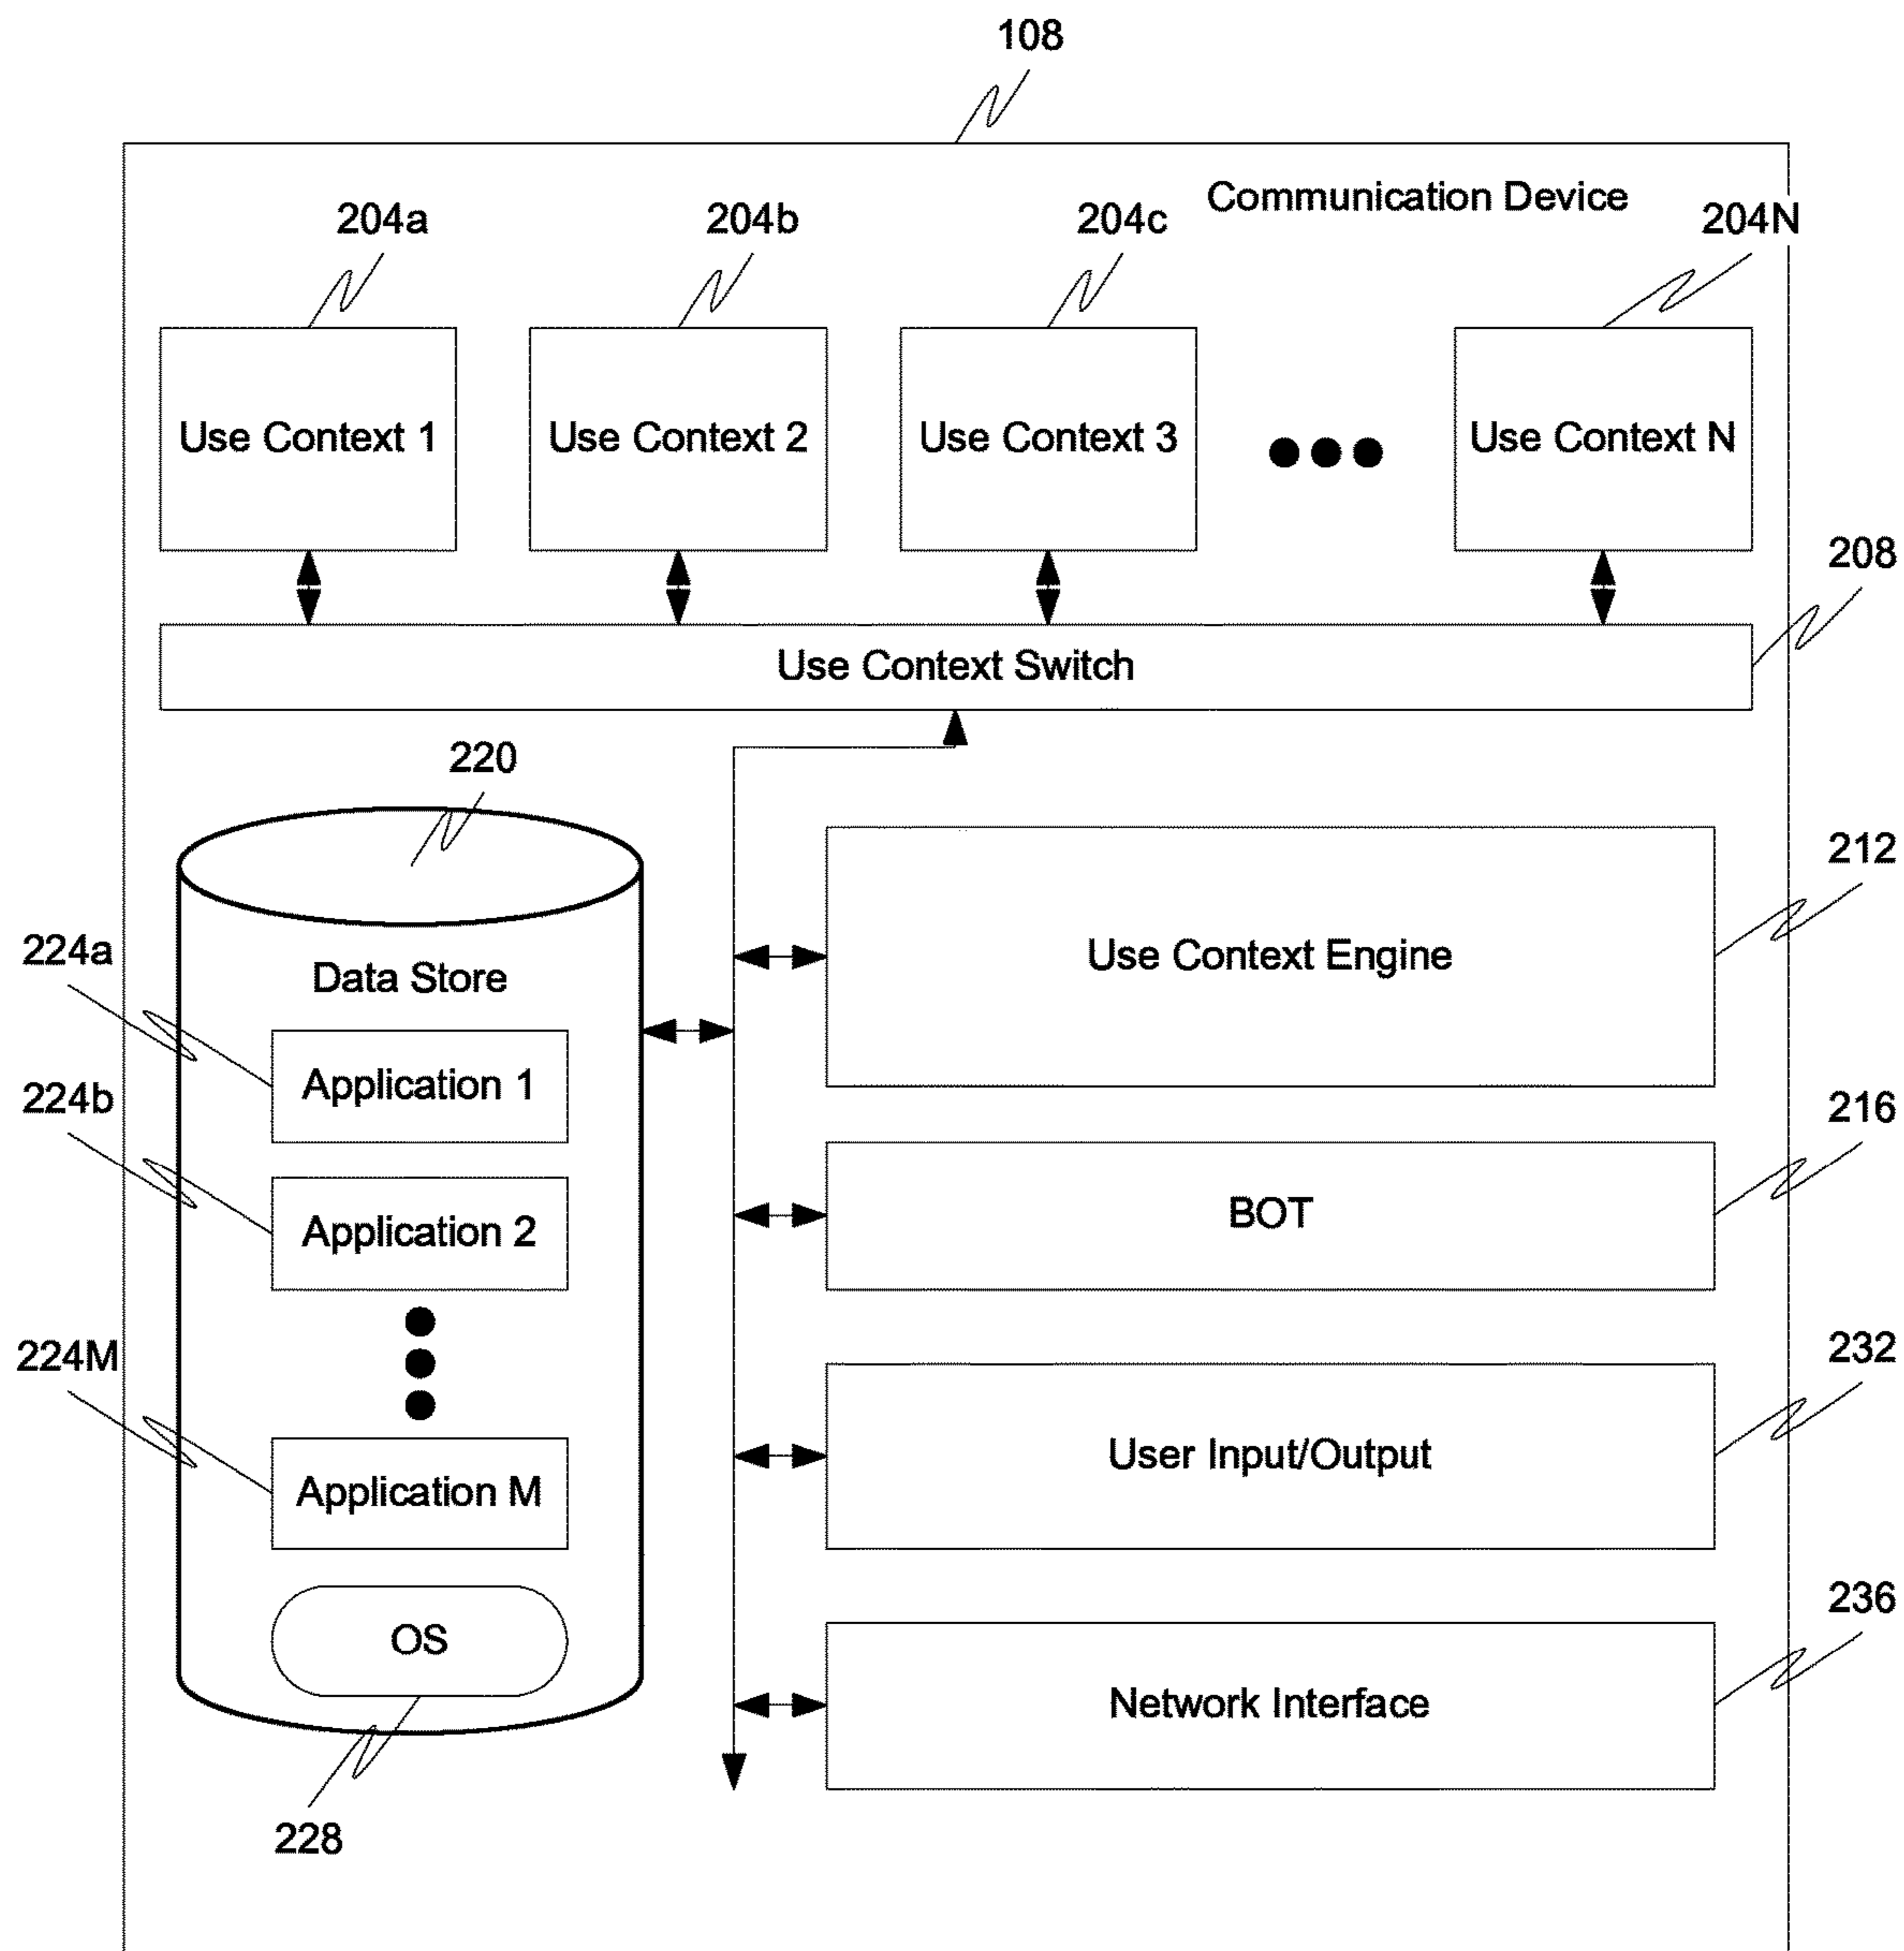 108
Communication Device
204a
204b
204c
204N
Use Context 1
Use Context 2
Use Context 3
Use Context N
208
Use Context Switch
220
212
224a
Data Store
Use Context Engine
Application 1
224b
216
Application 2
BOT
224M
232
Application M
User Input/Output
236
OS
Network Interface
228